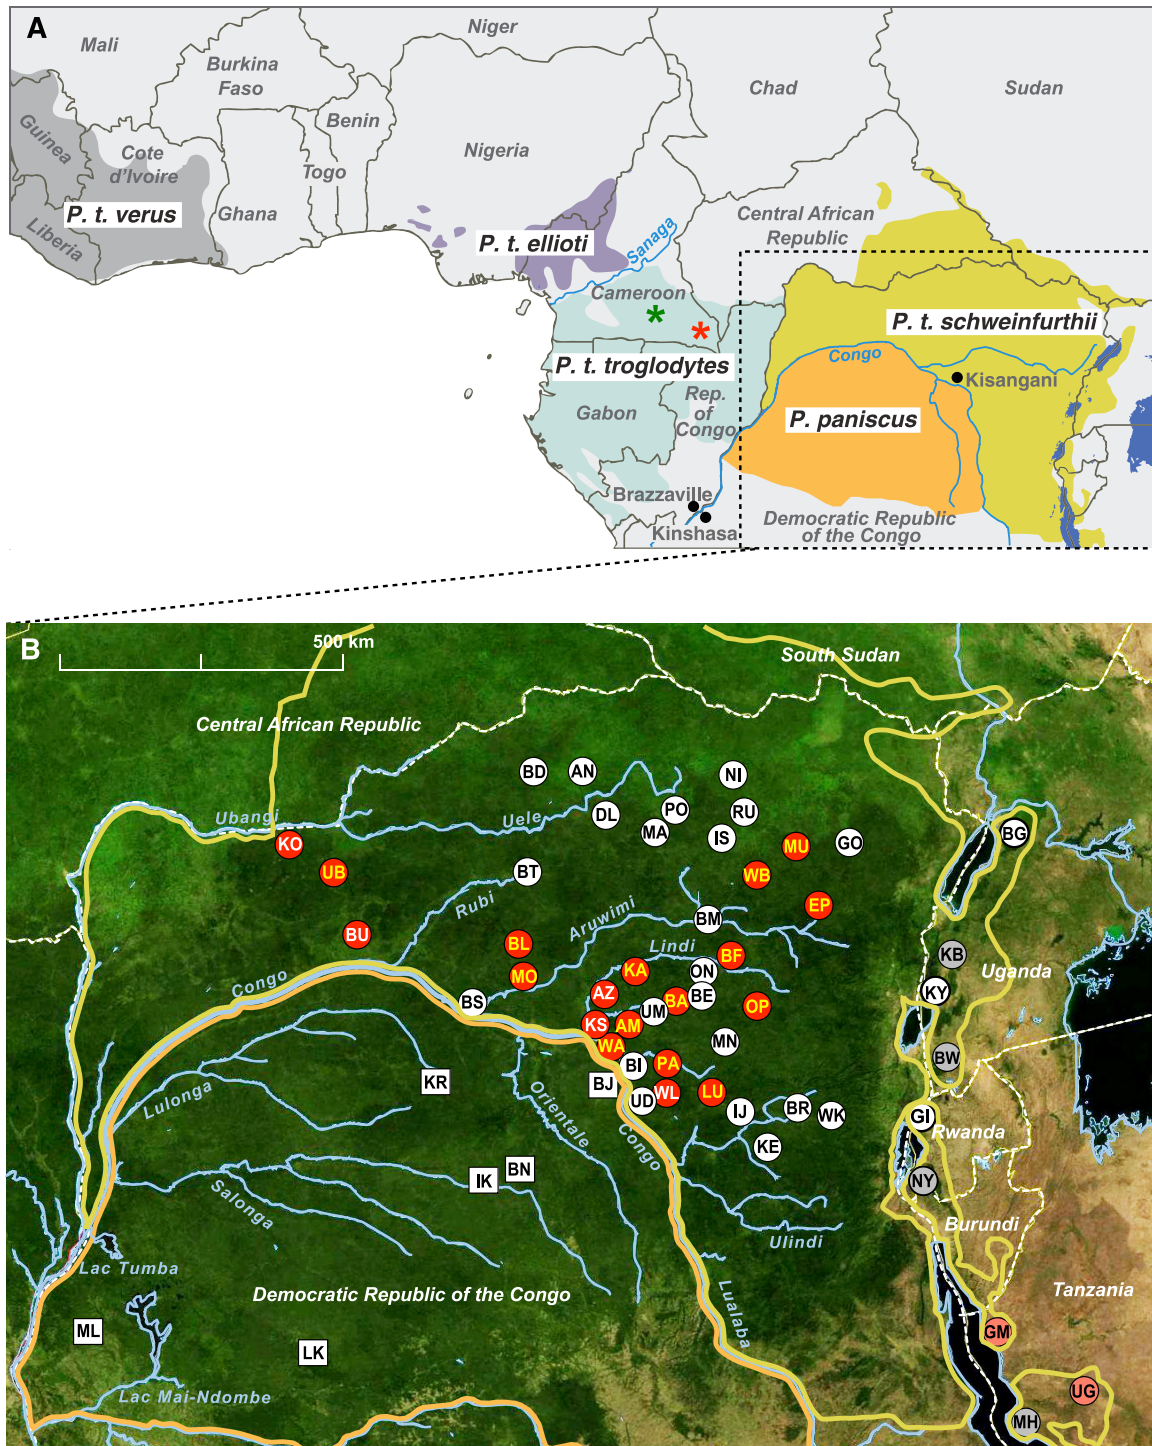 A
Mali
Niger
Burkina
Faso
Chad
Sudan
Guinea
Benin
Cote
d'Ivoire
Togo
Nigeria
P. t. verus
Ghana
Liberia
P. t. ellioti
Sanaga
Central African
Republic
Cameroon
*
*
P. t. schweinfurthii
P. t. troglodytes
Congo
Kisangani
Rep.
of
Congo
Gabon
P. paniscus
Brazzaville
Kinshasa
Democratic Republic
of the Congo
B
500 km
South Sudan
Central African Republic
BD
AN
NI
Ubangi
Uele
DL
PO
RU
MA
IS
KO
MU
GO
BG
UB
BT
WB
Rubi
EP
Aruwimi
BM
BU
BL
Lindi
BF
KB
MO
KA
ON
Uganda
Congo
AZ
BA
BE
OP
KY
BS
UM
KS
AM
WA
MN
BW
BI
PA
KR
BJ
WL
LU
Lulonga
Orientale
UD
IJ
BR
WK
GI
Rwanda
Congo
KE
IK
BN
NY
Salonga
Burundi
Ulindi
Lac Tumba
Democratic Republic of the Congo
Tanzania
Lualaba
ML
GM
LK
Lac Mai-Ndombe
UG
MH